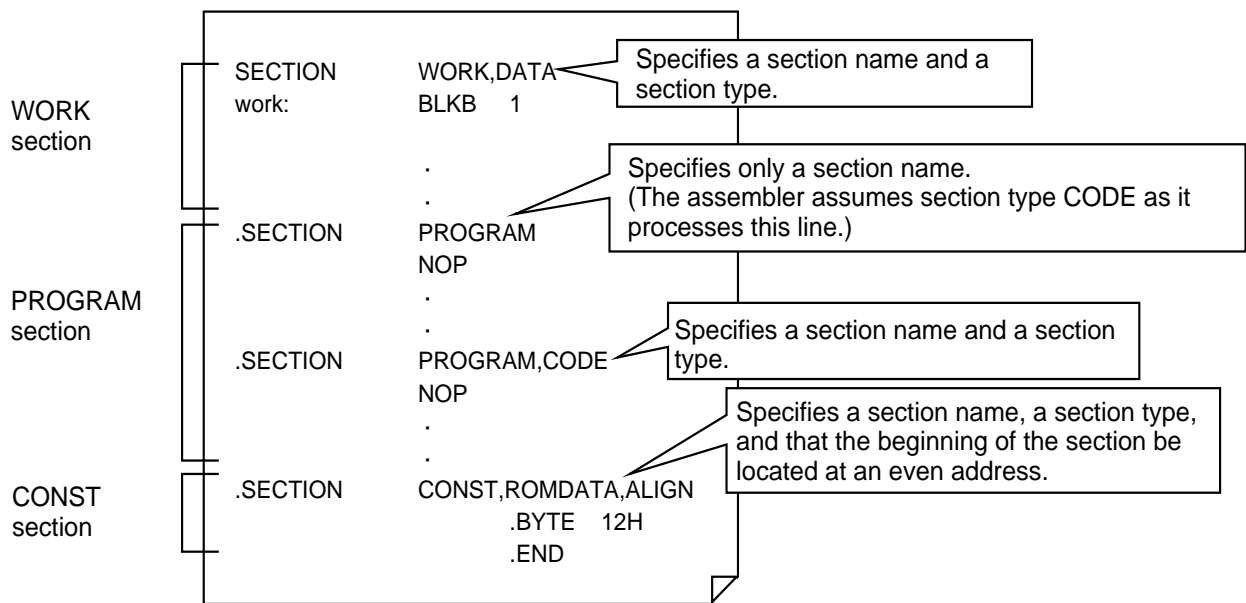 WORK
section
SECTION WORK,DATA
work: BLKB 1
.
.
Specifies a section name and a
section type.
PROGRAM
section
.SECTION PROGRAM
NOP
.
.
Specifies only a section name.
(The assembler assumes section type CODE as it
processes this line.)
.SECTION PROGRAM,CODE
NOP
.
.
Specifies a section name and a section
type.
CONST
section
.SECTION CONST,ROMDATA,ALIGN
.BYTE 12H
.END
Specifies a section name, a section type,
and that the beginning of the section be
located at an even address.